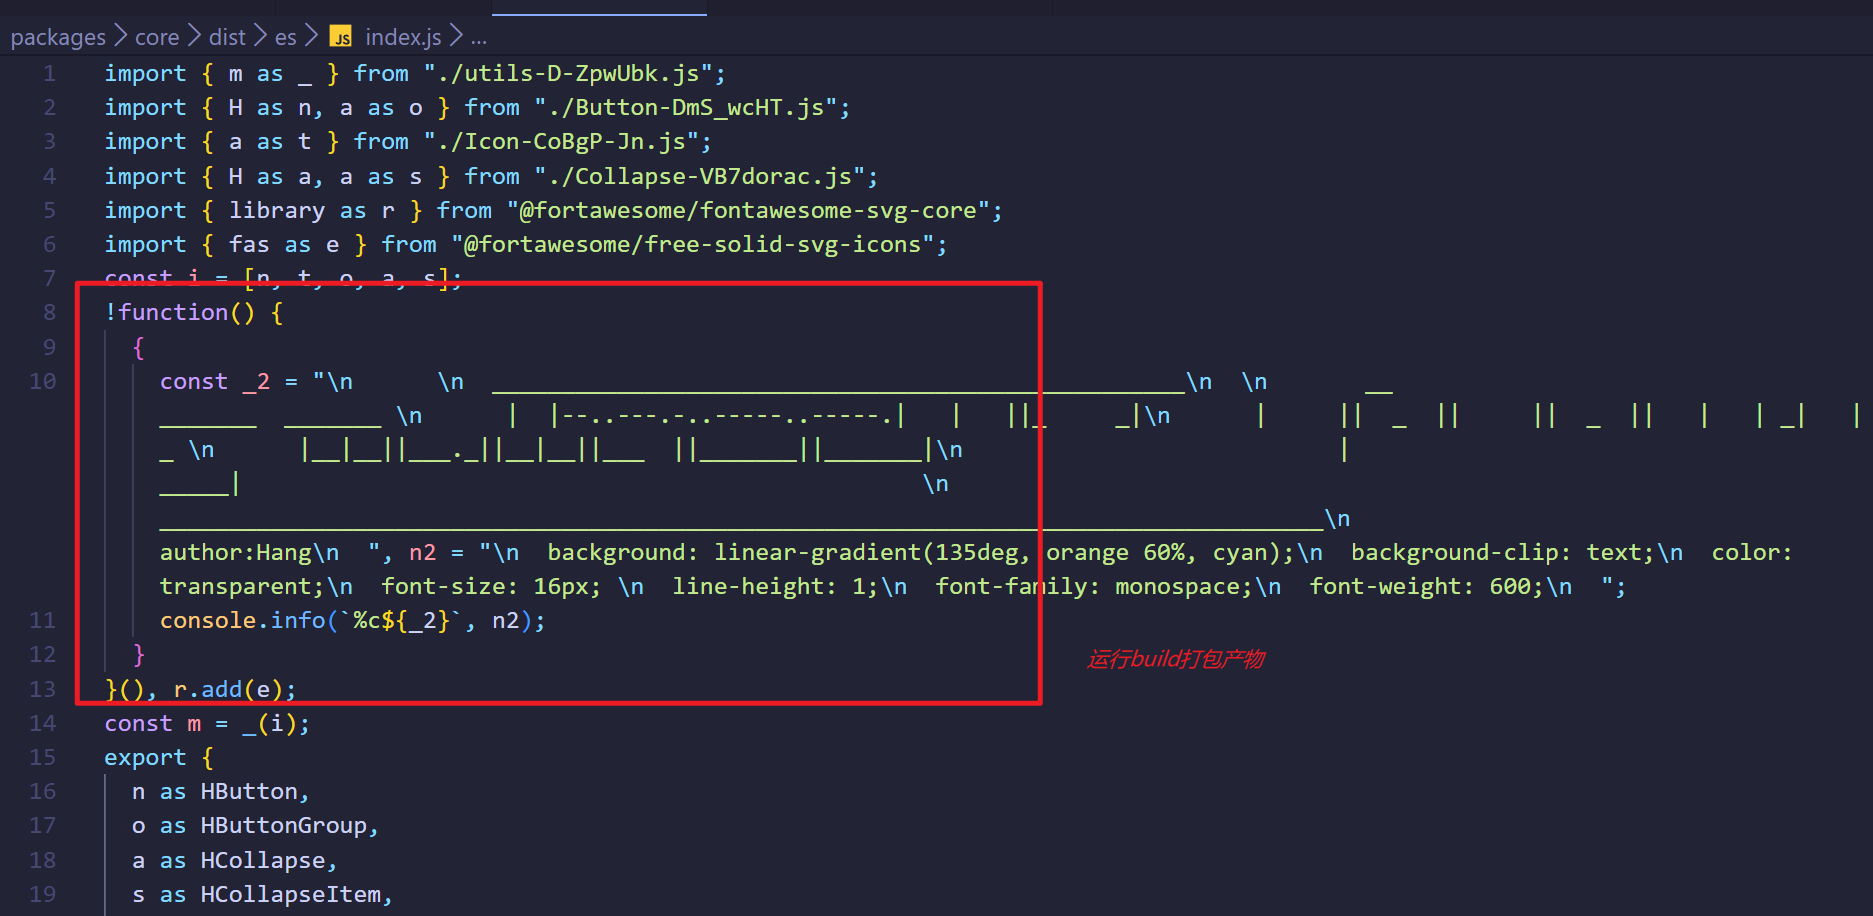 packages > core > dist > es > JS index.js > ...
1 import { m as _ } from "./utils-D-ZpwUbk.js";
2 import { H as n, a as o } from "./Button-DmS_wcHT.js";
3 import { a as t } from "./Icon-CoBgP-Jn.js";
4 import { H as a, a as s } from "./Collapse-VB7dorac.js";
5 import { library as r } from "@fortawesome/fontawesome-svg-core";
6 import { fas as e } from "@fortawesome/free-solid-svg-icons";
7 const i = [n, t, o, a, s];
8 !function() {
9 {
10 const _2 = "\n      \n  __________________________________________________\n  \n       __
_______  _______ \n      |  |--..---.-..-----..-----.|   |   ||_     _|\n      |     ||  _  ||     ||  _  ||   |   | _|   |
_ \n      |__|__||___._||__|__||___  ||_______||_______|\n                           |
_____|                                                  \n
____________________________________________________________________________________\n
author:Hang\n  ", n2 = "\n  background: linear-gradient(135deg, orange 60%, cyan);\n  background-clip: text;\n  color:
transparent;\n  font-size: 16px; \n  line-height: 1;\n  font-family: monospace;\n  font-weight: 600;\n  ";
11 console.info(`%c${_2}`, n2);
12 }
运行build打包产物
13 }(), r.add(e);
14 const m = _(i);
15 export {
16 n as HButton,
17 o as HButtonGroup,
18 a as HCollapse,
19 s as HCollapseItem,